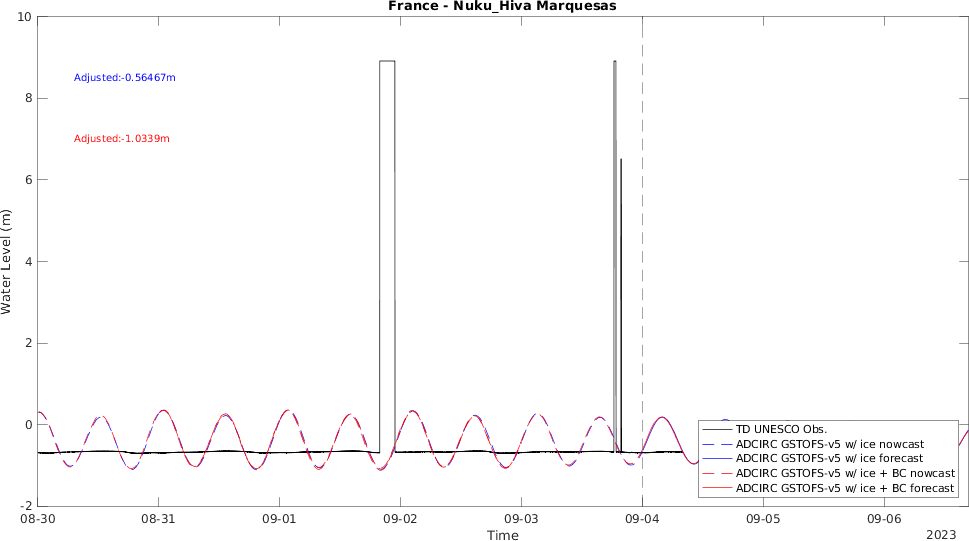 France - Nuku_Hiva Marquesas
10
8
6
4
2
0
-2
Water Level (m)
Adjusted:-0.56467m
Adjusted:-1.0339m
TD UNESCO Obs.
ADCIRC GSTOFS-v5 w/ ice nowcast
ADCIRC GSTOFS-v5 w/ ice forecast
ADCIRC GSTOFS-v5 w/ ice + BC nowcast
ADCIRC GSTOFS-v5 w/ ice + BC forecast
08-30 08-31 09-01 09-02 09-03 09-04 09-05 09-06
Time
2023